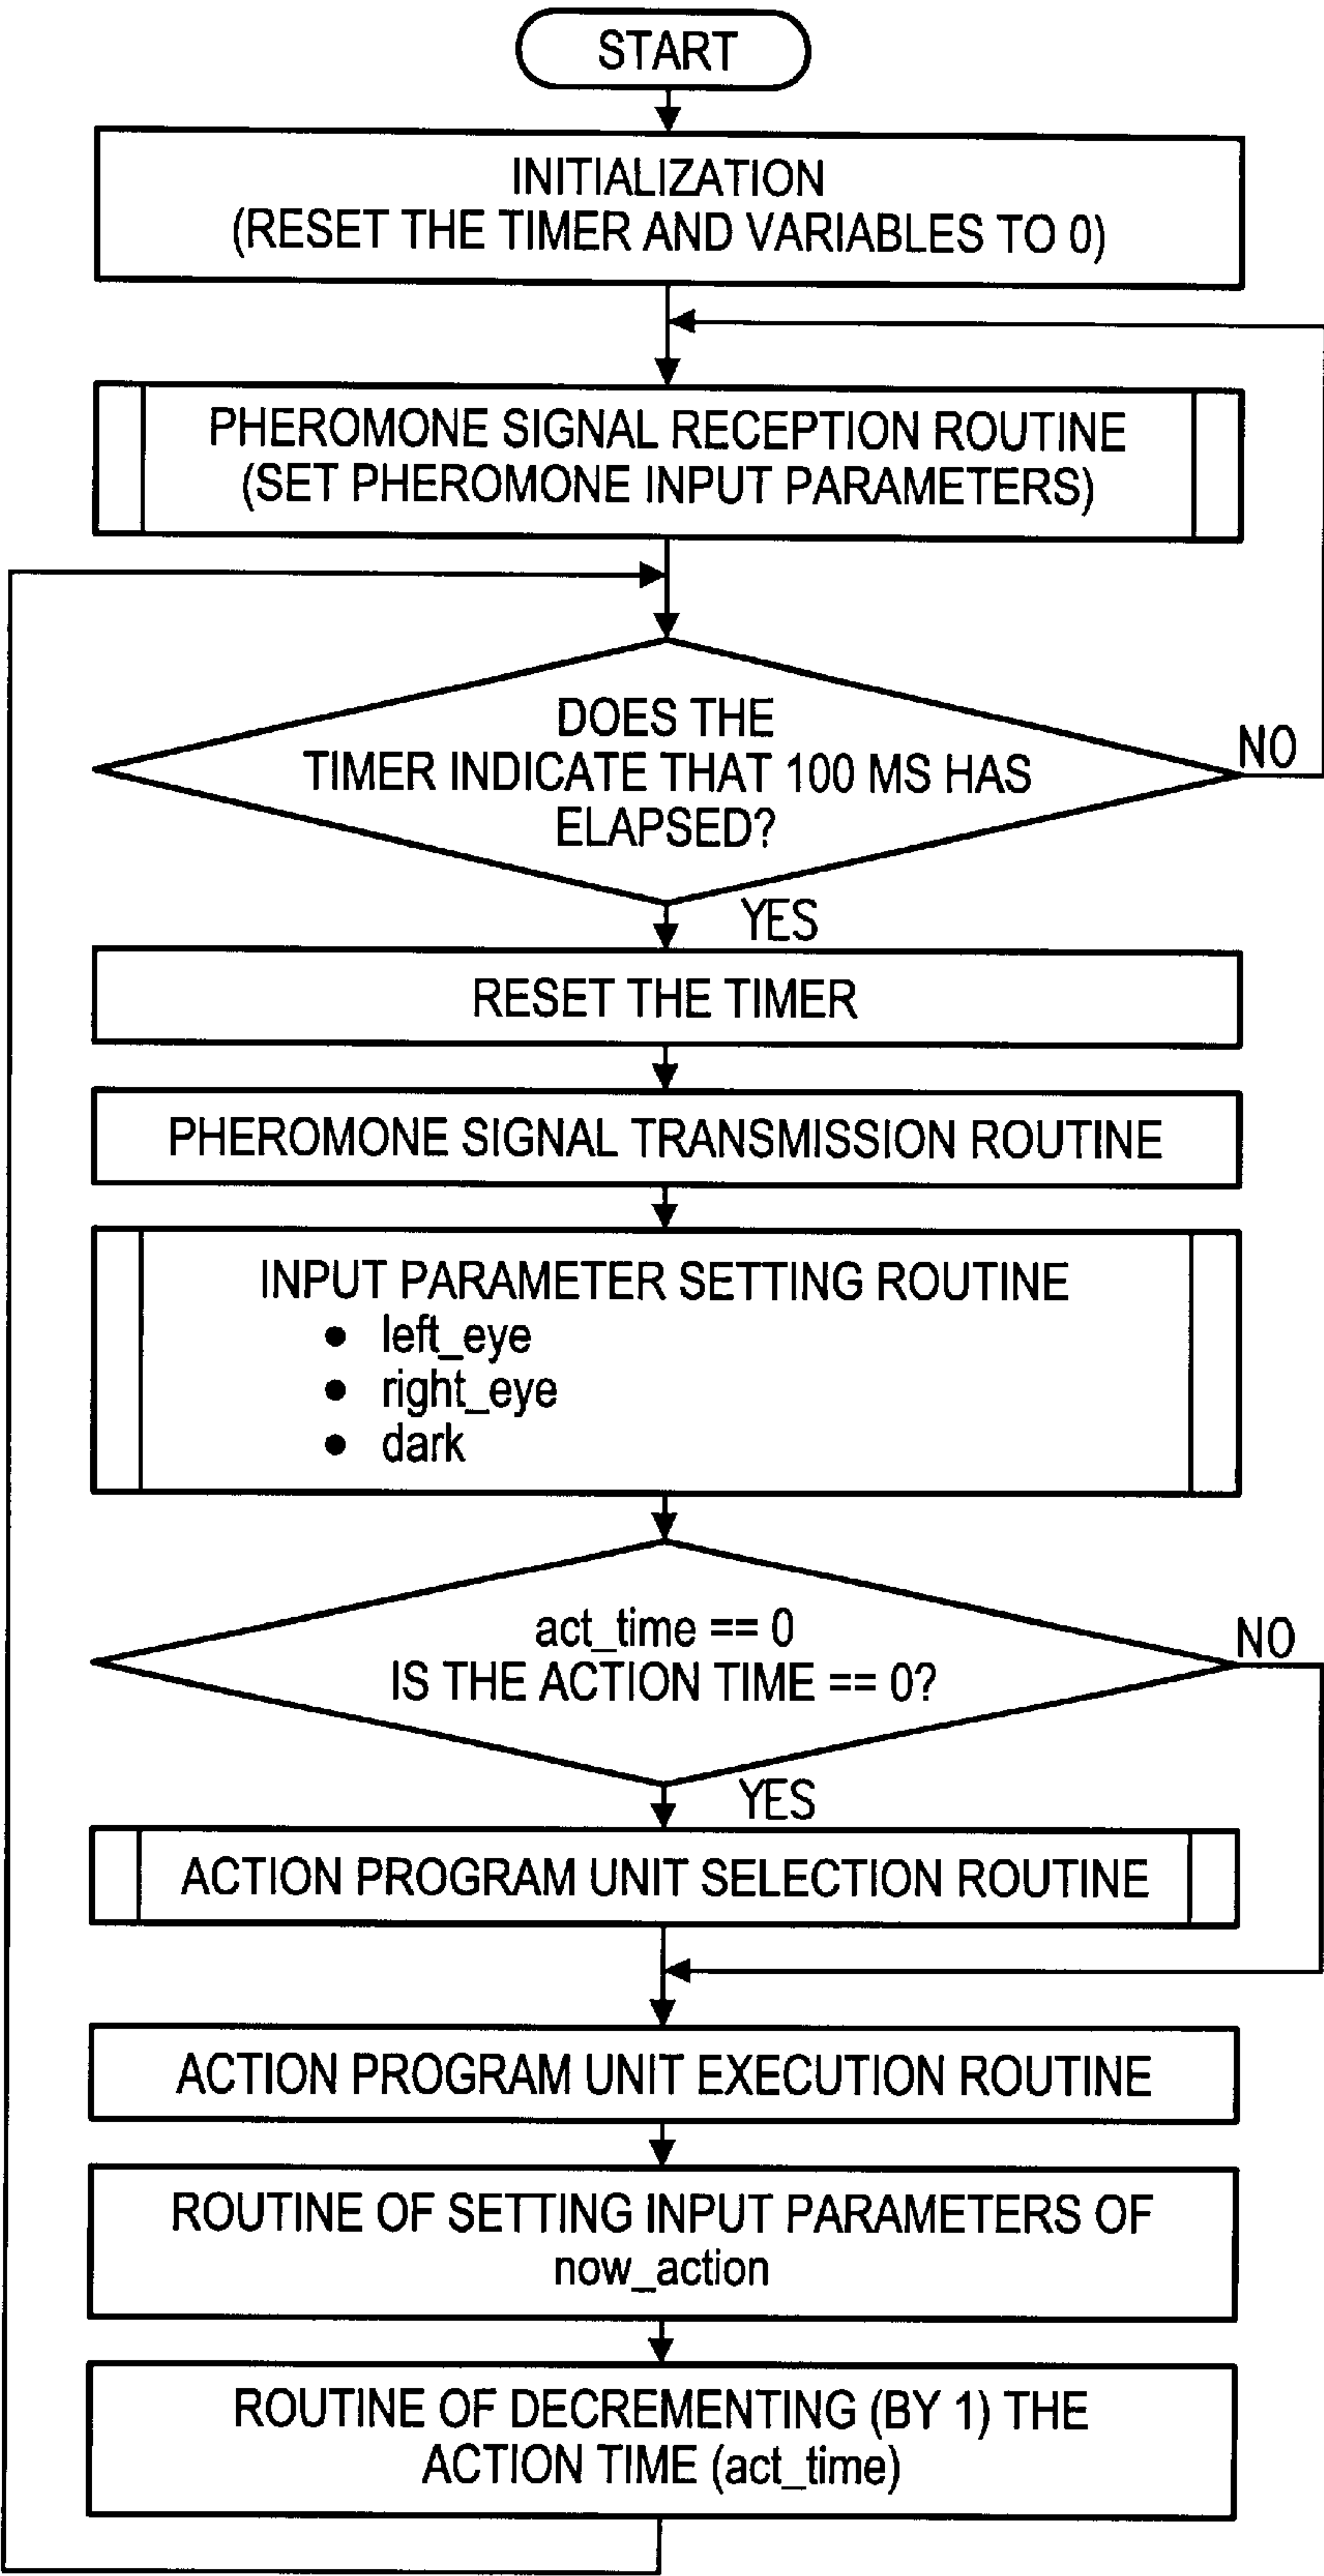 START
INITIALIZATION
(RESET THE TIMER AND VARIABLES TO 0)
PHEROMONE SIGNAL RECEPTION ROUTINE
(SET PHEROMONE INPUT PARAMETERS)
DOES THE
TIMER INDICATE THAT 100 MS HAS
ELAPSED?
NO
YES
RESET THE TIMER
PHEROMONE SIGNAL TRANSMISSION ROUTINE
INPUT PARAMETER SETTING ROUTINE
● left_eye
● right_eye
● dark
act_time == 0
IS THE ACTION TIME == 0?
NO
YES
ACTION PROGRAM UNIT SELECTION ROUTINE
ACTION PROGRAM UNIT EXECUTION ROUTINE
ROUTINE OF SETTING INPUT PARAMETERS OF
now_action
ROUTINE OF DECREMENTING (BY 1) THE
ACTION TIME (act_time)